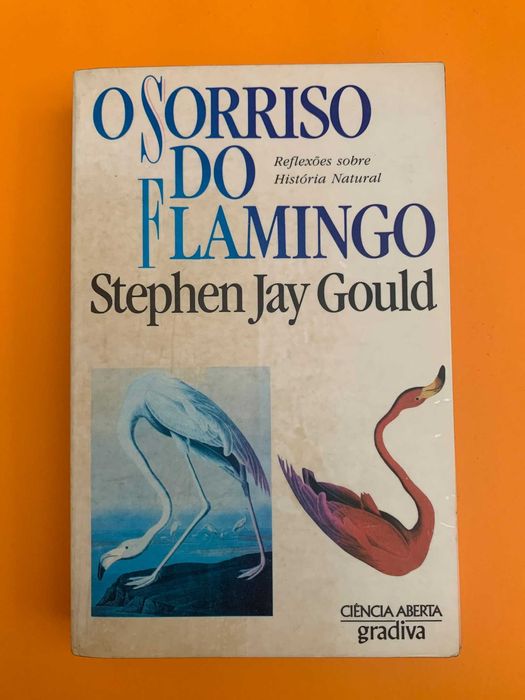 O SORRISO
DO
FLAMINGO
Reflexões sobre
História Natural
Stephen Jay Gould
CIÊNCIA ABERTA
gradiva